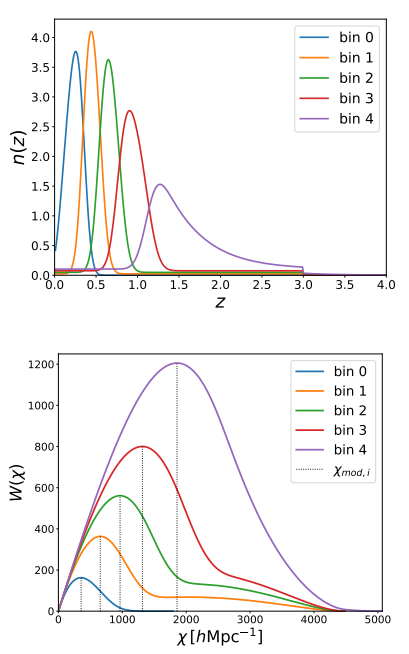 4.0
3.5
3.0
2.5
2.0
1.5
1.0
0.5
0.0
n(z)
bin 0
bin 1
bin 2
bin 3
bin 4
0.0 0.5 1.0 1.5 2.0 2.5 3.0 3.5 4.0
z
1200
1000
800
600
400
200
0
W(χ)
bin 0
bin 1
bin 2
bin 3
bin 4
χ_{mod, i}
0 1000 2000 3000 4000 5000
χ [hMpc⁻¹]